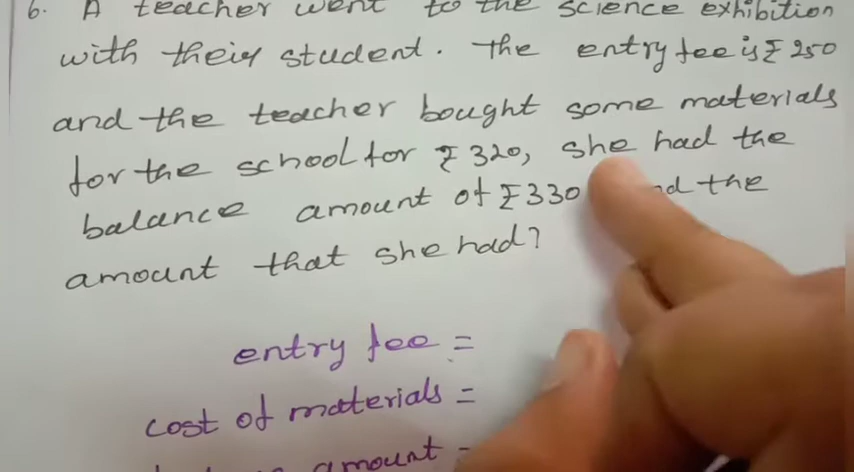 6. A teacher went to the science exhibition
with their student. The entry fee is ₹ 250
and the teacher bought some materials
for the school for ₹ 320, she had the
balance amount of ₹ 330 the
amount that she had?
entry fee =
cost of materials =
amount =